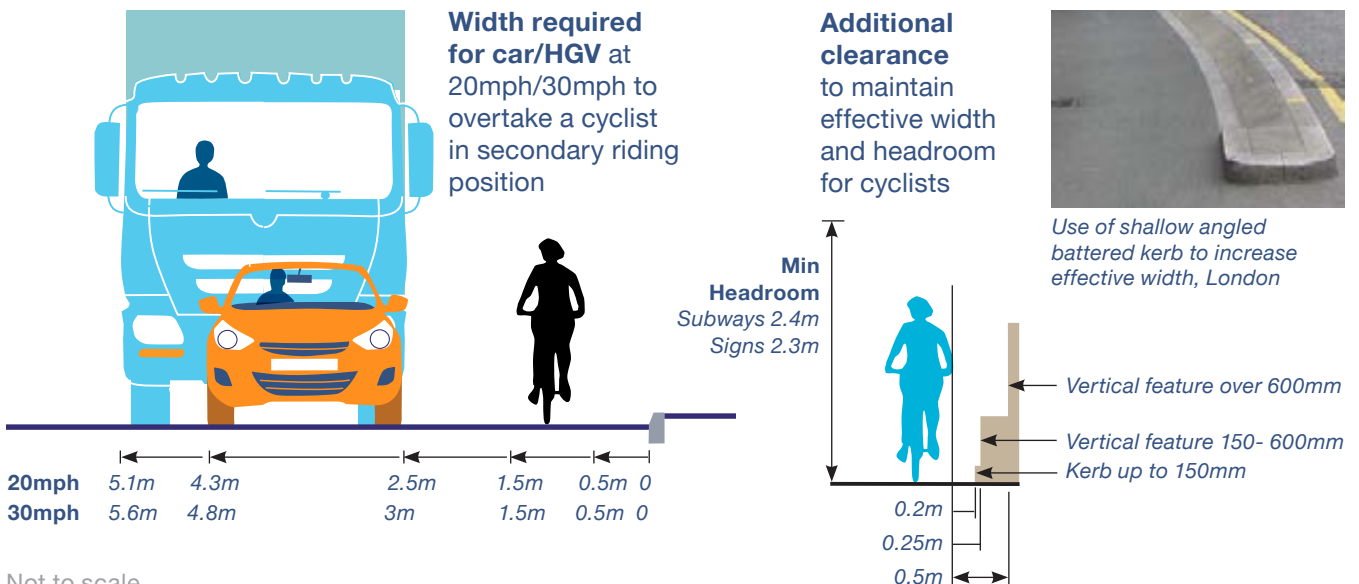 Width required
for car/HGV at
20mph/30mph to
overtake a cyclist
in secondary riding
position
20mph 5.1m 4.3m 2.5m 1.5m 0.5m 0
30mph 5.6m 4.8m 3m 1.5m 0.5m 0
Not to scale
Additional
clearance
to maintain
effective width
and headroom
for cyclists
Min
Headroom
Subways 2.4m
Signs 2.3m
Vertical feature over 600mm
Vertical feature 150- 600mm
Kerb up to 150mm
0.2m
0.25m
0.5m
Use of shallow angled
battered kerb to increase
effective width, London